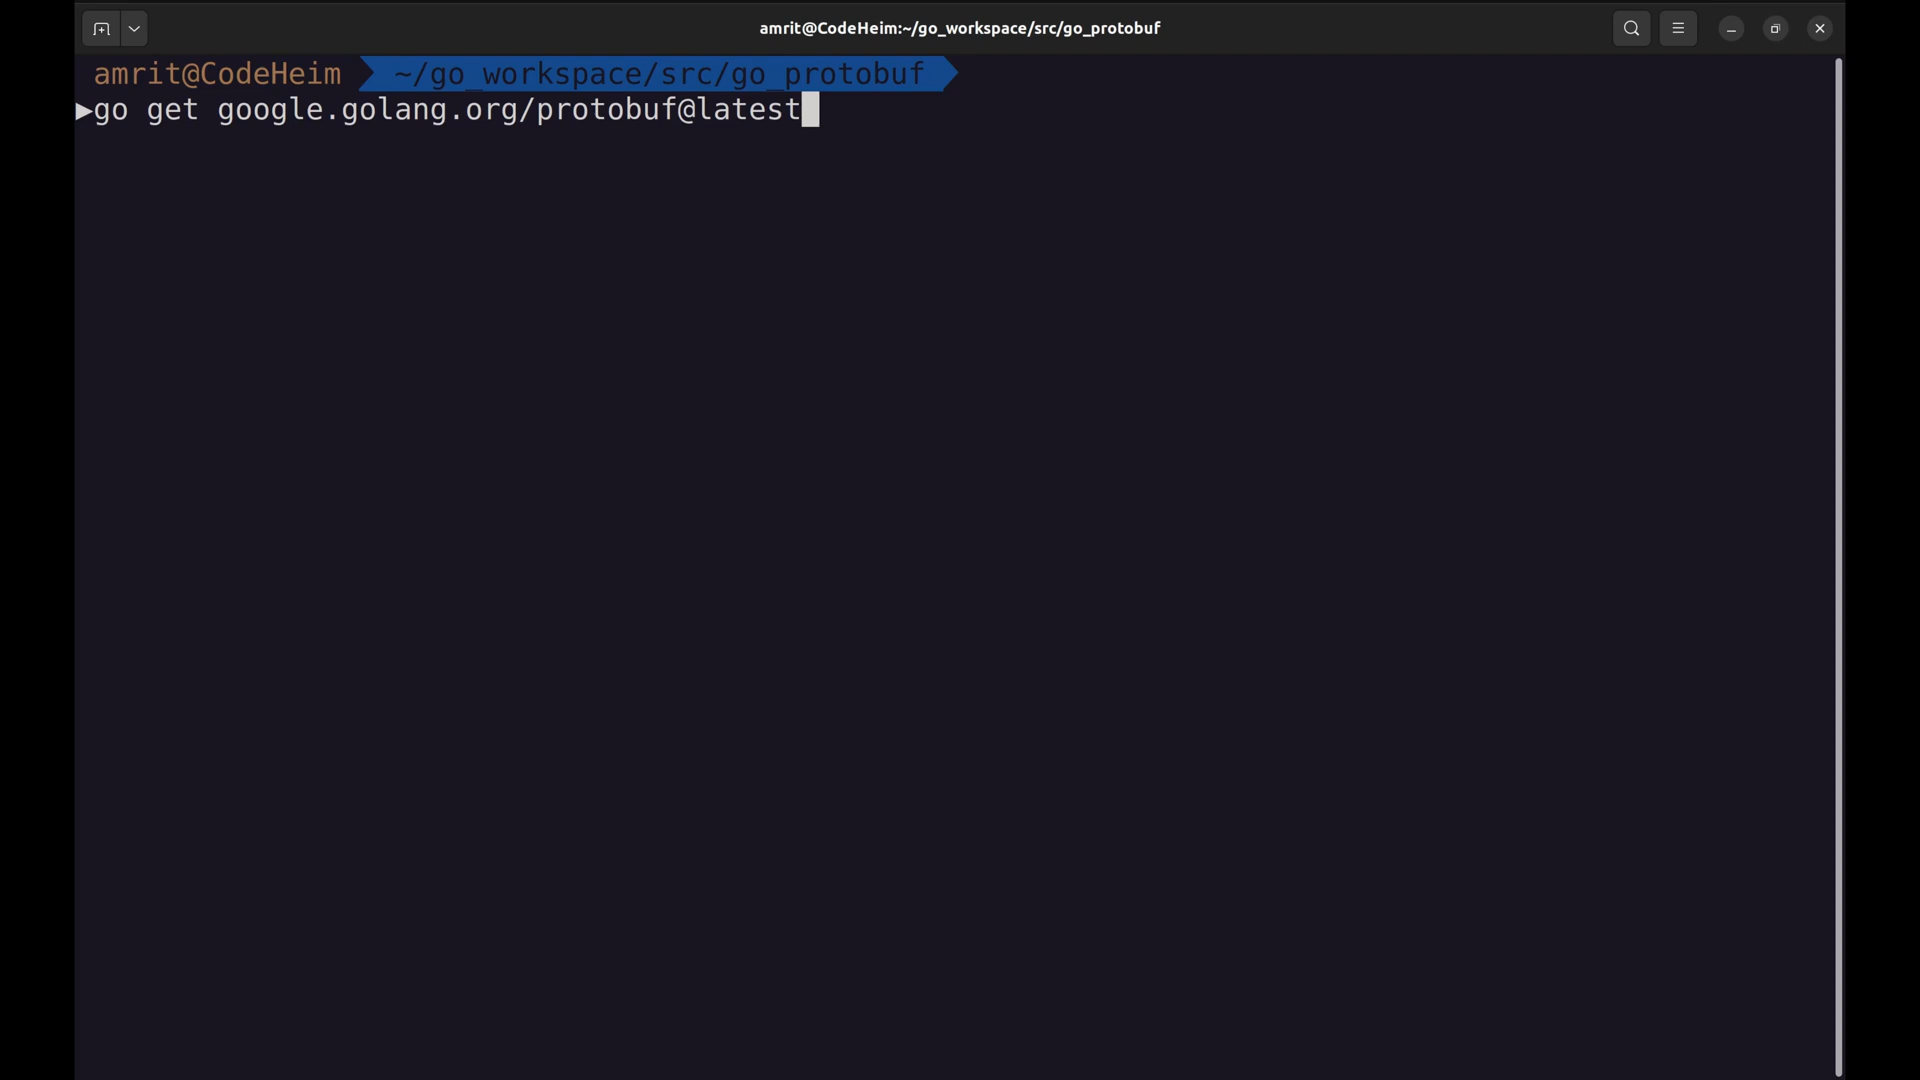 amrit@CodeHeim:~/go_workspace/src/go_protobuf
amrit@CodeHeim ~/go_workspace/src/go_protobuf
▶go get google.golang.org/protobuf@latest